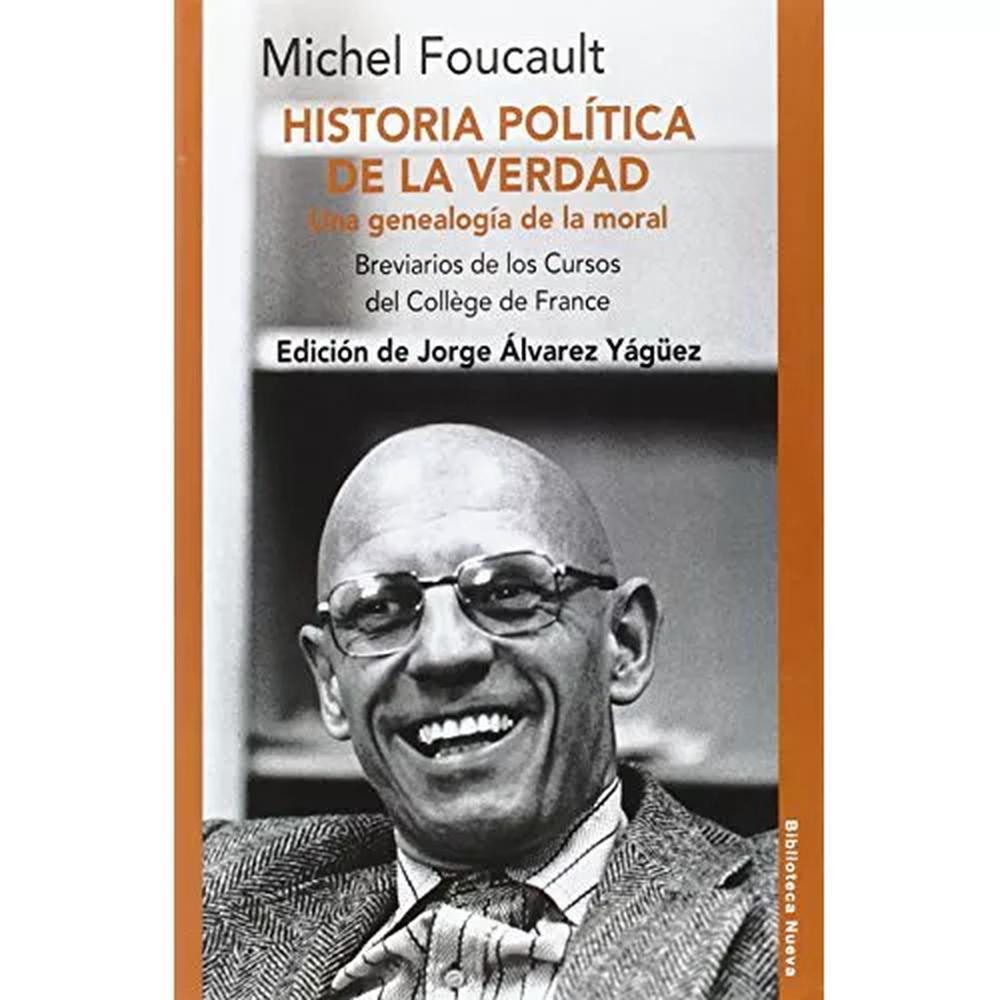 Michel Foucault
HISTORIA POLÍTICA
DE LA VERDAD
Una genealogía de la moral
Breviarios de los Cursos
del Collège de France
Edición de Jorge Álvarez Yágüez
Biblioteca Nueva